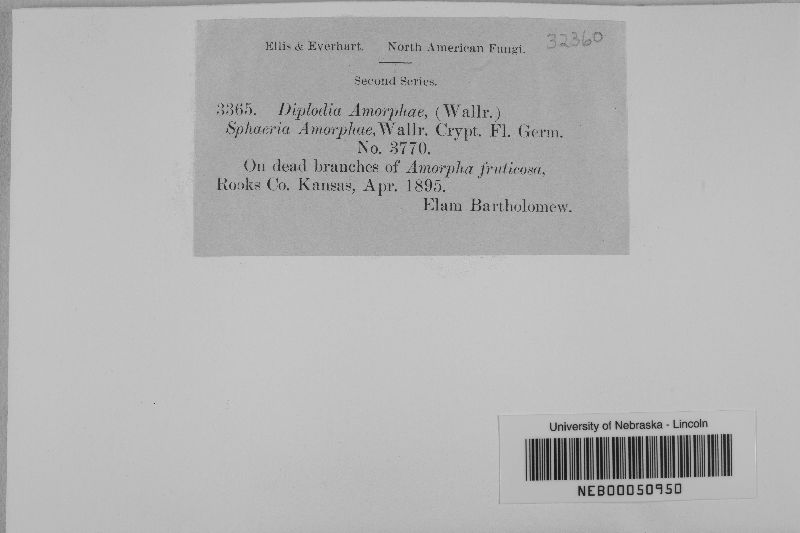 Ellis & Everhart. North American Fungi. 32360
Second Series.
3365. Diplodia Amorphae, (Wallr.)
Sphaeria Amorphae, Wallr. Crypt. Fl. Germ.
No. 3770.
On dead branches of Amorpha fruticosa,
Rooks Co. Kansas, Apr. 1895.
Elam Bartholomew.
University of Nebraska - Lincoln
NEB00050950